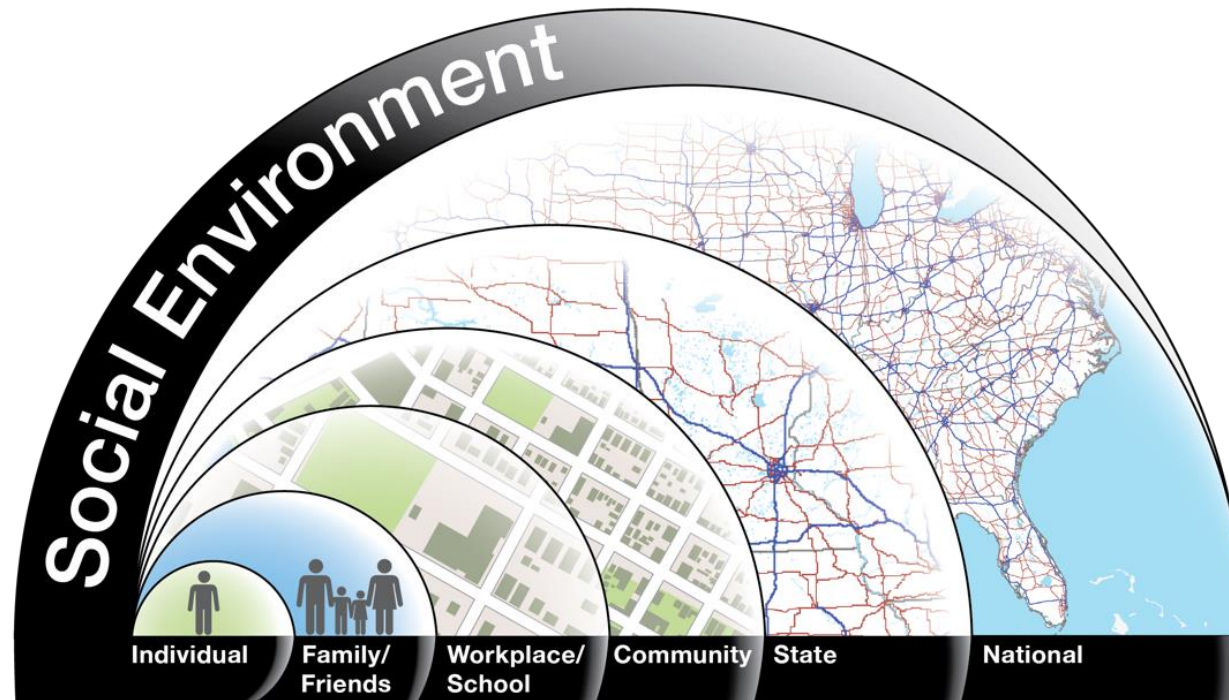 Social Environment
Individual
Family/
Friends
Workplace/
School
Community
State
National